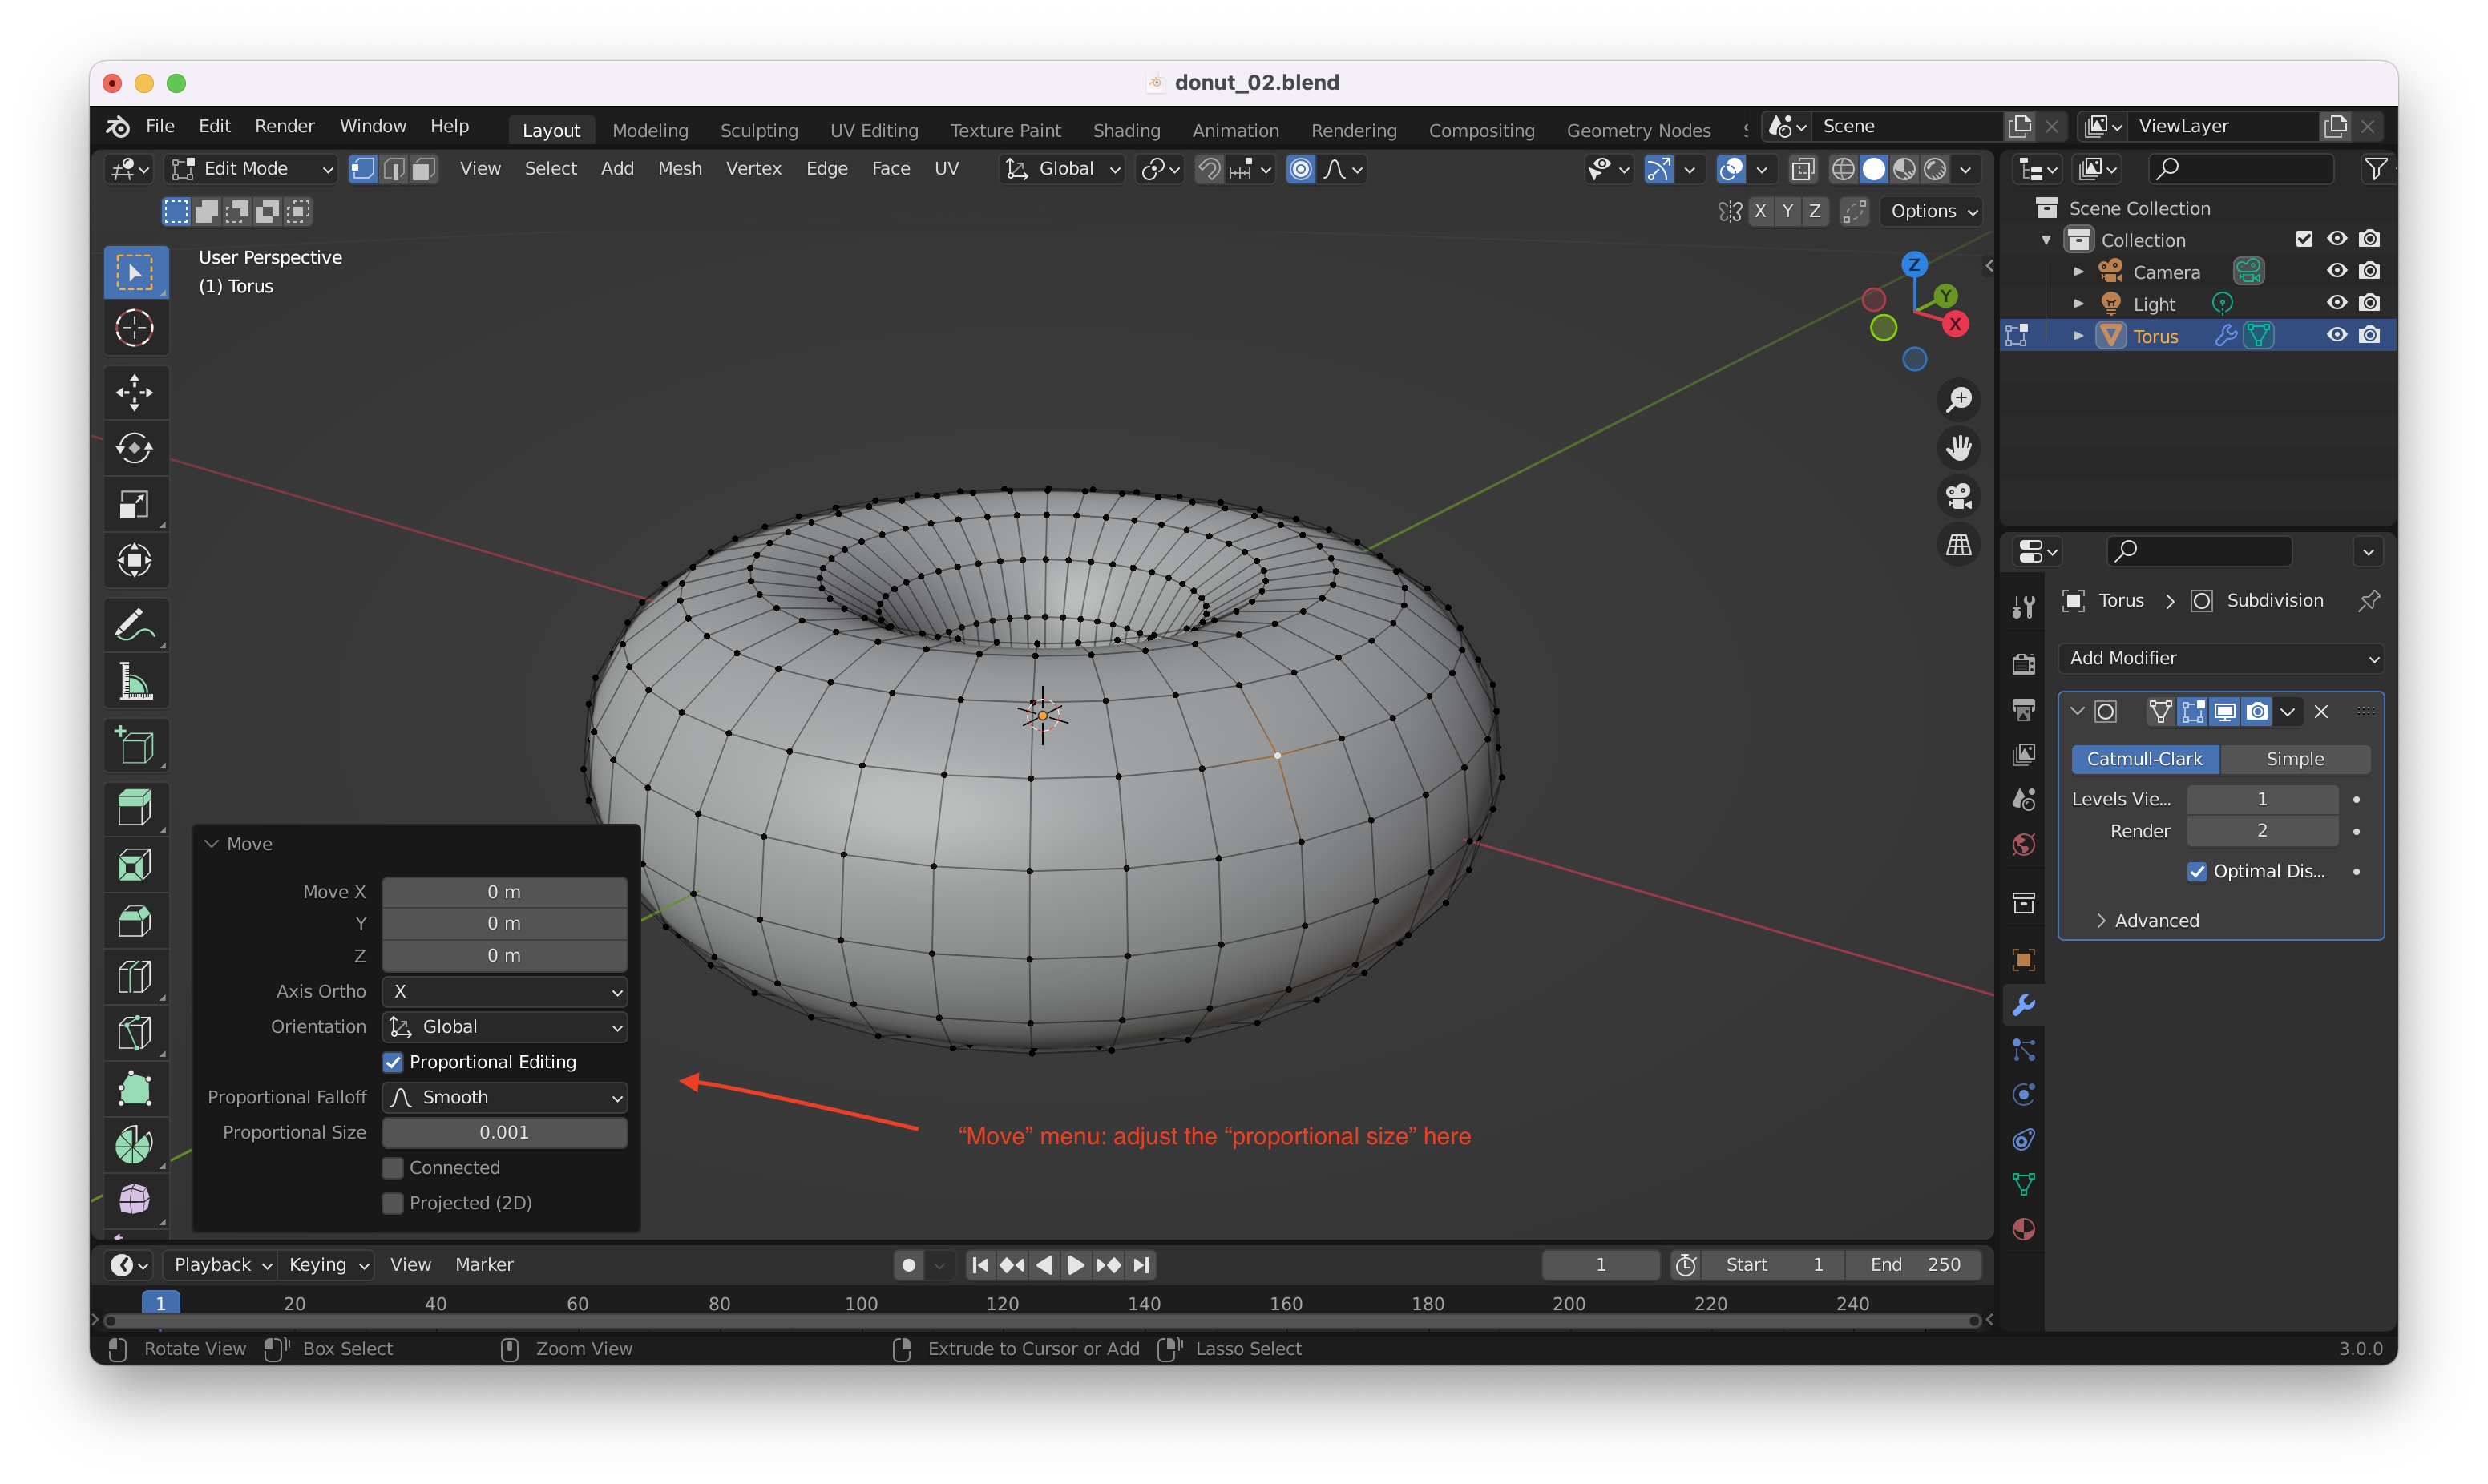 donut_02.blend
File Edit Render Window Help Layout Modeling Sculpting UV Editing Texture Paint Shading Animation Rendering Compositing Geometry Nodes Scene ViewLayer
Edit Mode View Select Add Mesh Vertex Edge Face UV Global
X Y Z Options
User Perspective
(1) Torus
Z
Y
X
Scene Collection
Collection
Camera
Light
Torus
Torus > Subdivision
Add Modifier
Catmull-Clark Simple
Levels Vie... 1
Render 2
Optimal Dis...
Advanced
Move
Move X 0 m
Y 0 m
Z 0 m
Axis Ortho X
Orientation Global
Proportional Editing
Proportional Falloff Smooth
Proportional Size 0.001
Connected
Projected (2D)
“Move” menu: adjust the “proportional size” here
Playback Keying View Marker 1 Start 1 End 250
1 20 40 60 80 100 120 140 160 180 200 220 240
Rotate View Box Select Zoom View Extrude to Cursor or Add Lasso Select 3.0.0